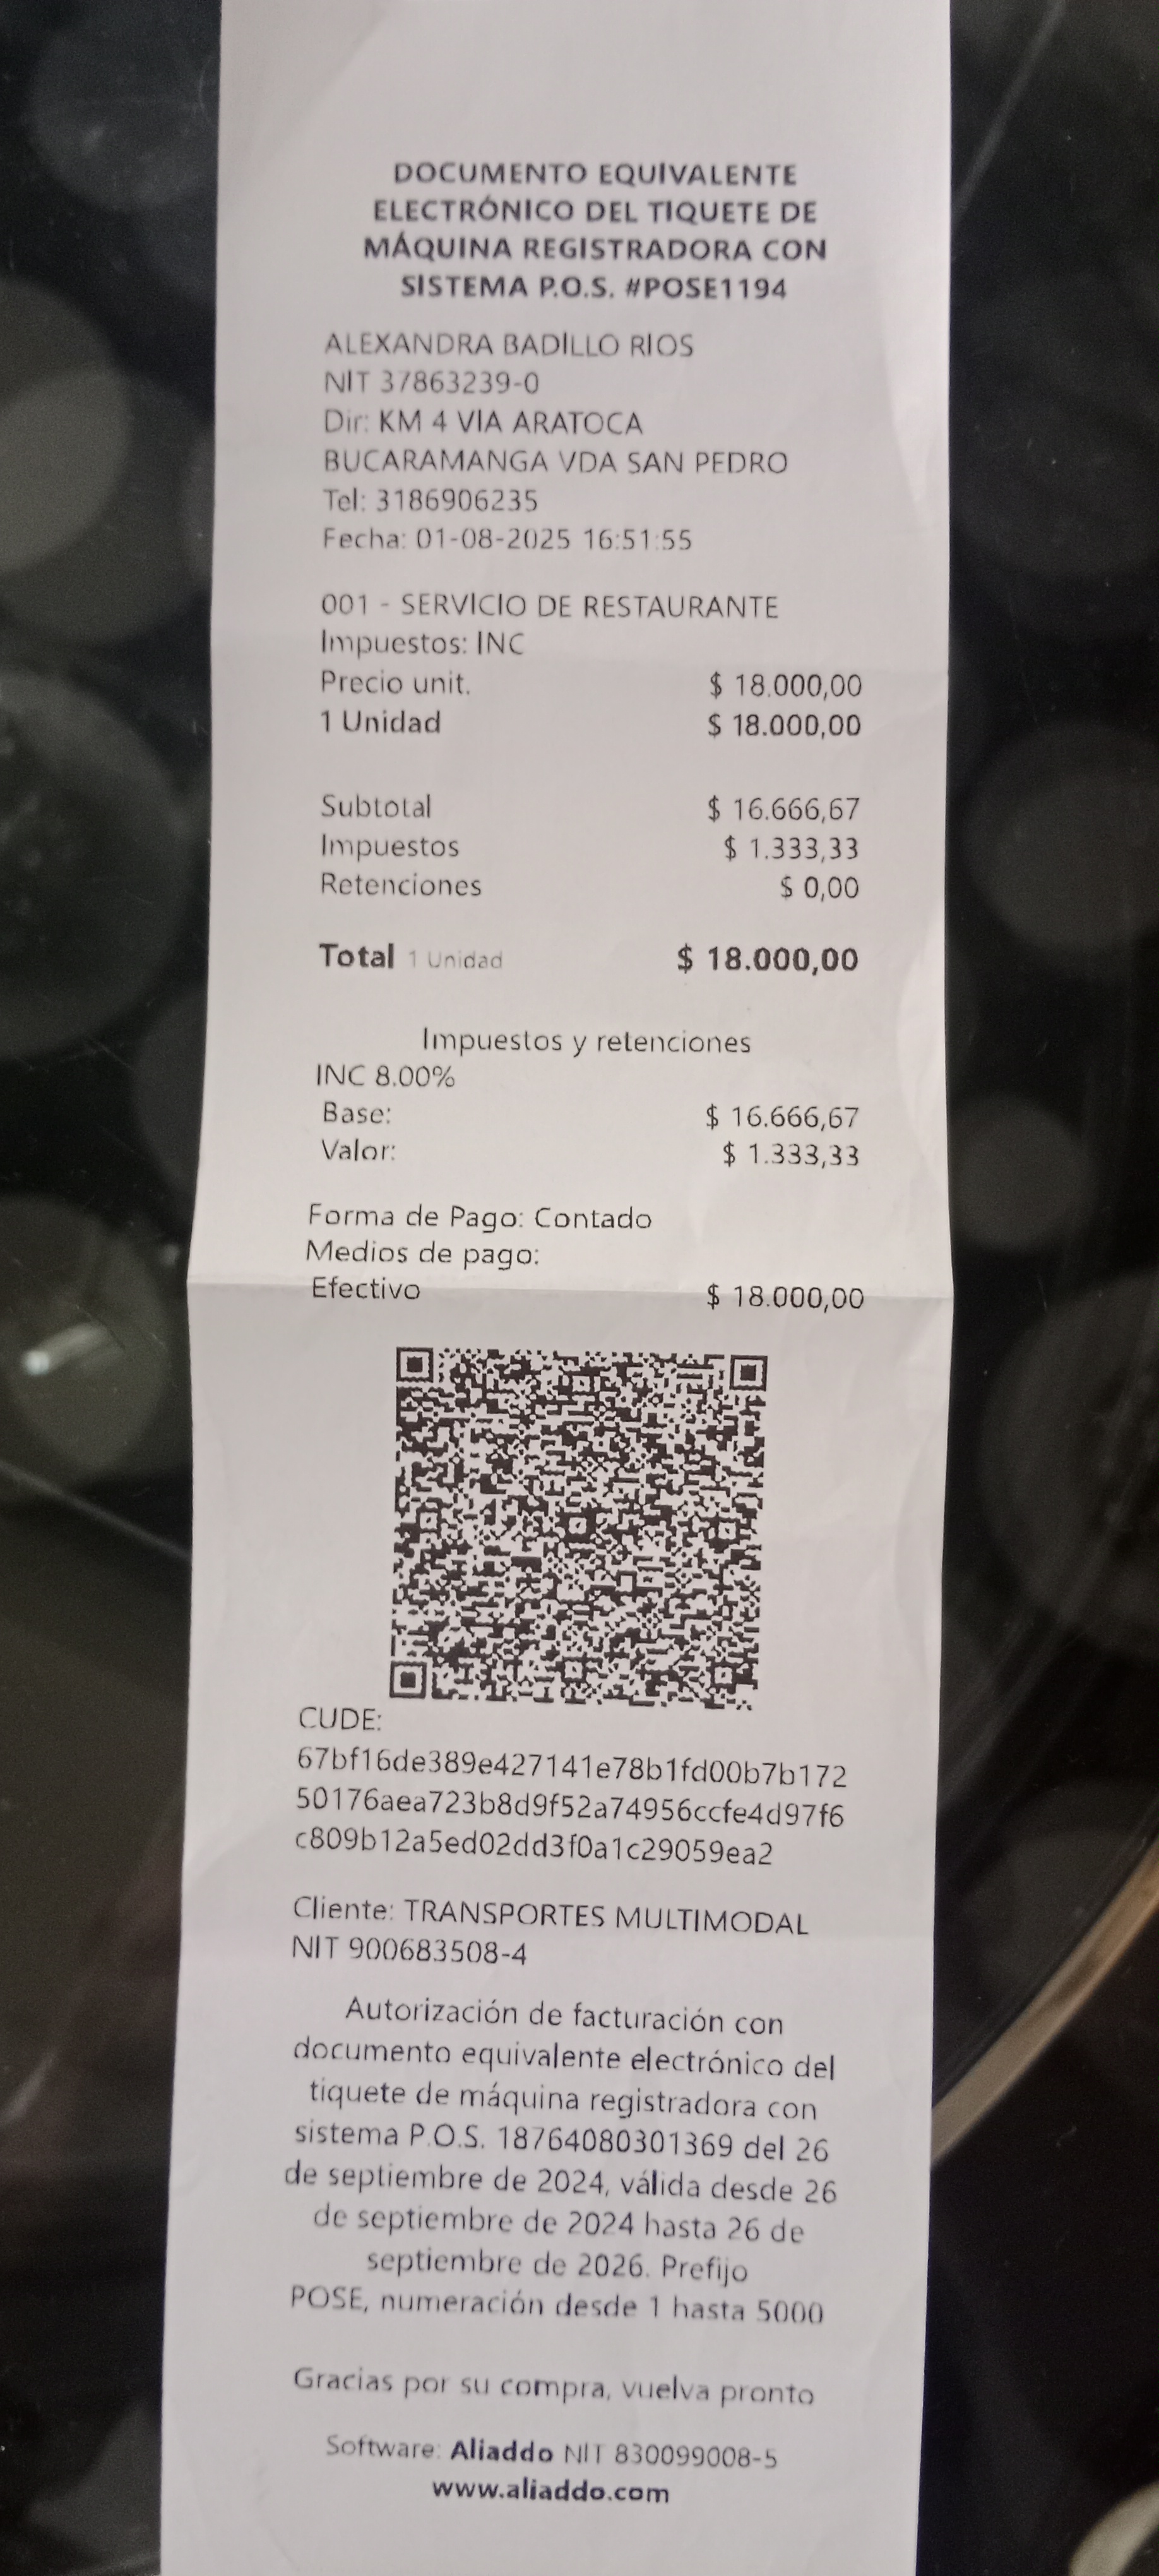 DOCUMENTO EQUIVALENTE
ELECTRÓNICO DEL TIQUETE DE
MÁQUINA REGISTRADORA CON
SISTEMA P.O.S. #POSE1194
ALEXANDRA BADILLO RIOS
NIT 37863239-0
Dir: KM 4 VIA ARATOCA
BUCARAMANGA VDA SAN PEDRO
Tel: 3186906235
Fecha: 01-08-2025 16:51:55
001 - SERVICIO DE RESTAURANTE
Impuestos: INC
Precio unit. $ 18.000,00
1 Unidad $ 18.000,00
Subtotal $ 16.666,67
Impuestos $ 1.333,33
Retenciones $ 0,00
Total 1 Unidad $ 18.000,00
Impuestos y retenciones
INC 8.00%
Base: $ 16.666,67
Valor: $ 1.333,33
Forma de Pago: Contado
Medios de pago:
Efectivo $ 18.000,00
CUDE:
67bf16de389e427141e78b1fd00b7b172
50176aea723b8d9f52a74956ccfe4d97f6
c809b12a5ed02dd3f0a1c29059ea2
Cliente: TRANSPORTES MULTIMODAL
NIT 900683508-4
Autorización de facturación con
documento equivalente electrónico del
tiquete de máquina registradora con
sistema P.O.S. 18764080301369 del 26
de septiembre de 2024, válida desde 26
de septiembre de 2024 hasta 26 de
septiembre de 2026. Prefijo
POSE, numeración desde 1 hasta 5000
Gracias por su compra, vuelva pronto
Software: Aliaddo NIT 830099008-5
www.aliaddo.com